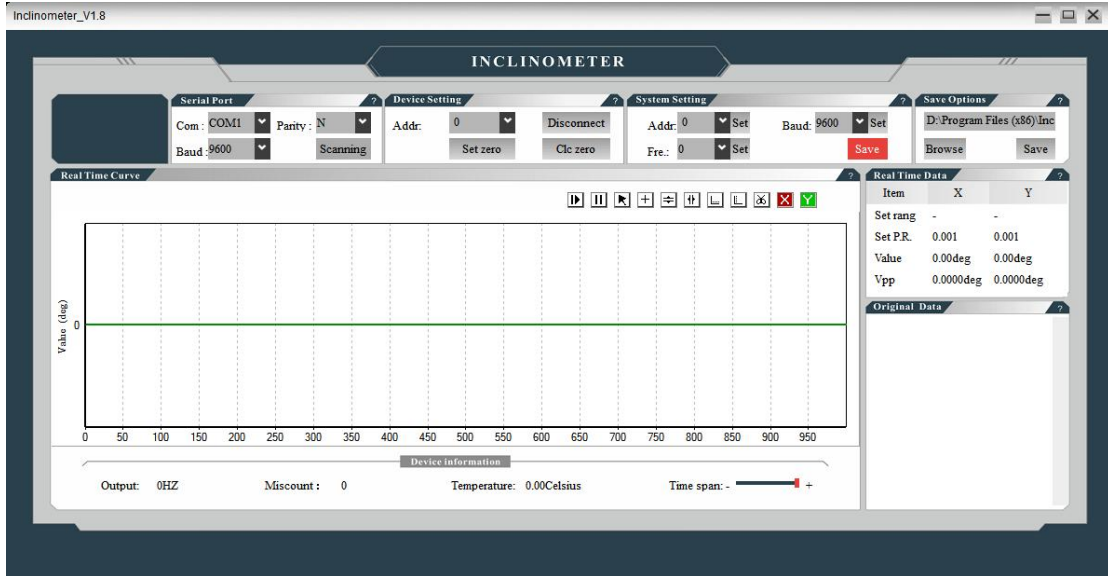 Inclinometer_V1.8
INCLINOMETER
Serial Port ?
Com : COM1 Parity : N
Baud : 9600 Scanning
Device Setting ?
Addr: 0 Disconnect
Set zero Clc zero
System Setting ?
Addr: 0 Set Baud: 9600 Set
Fre.: 0 Set Save
Save Options ?
D:\Program Files (x86)\Inc
Browse Save
Real Time Curve ?
X Y
Value (deg)
0
0 50 100 150 200 250 300 350 400 450 500 550 600 650 700 750 800 850 900 950
Device information
Output: 0HZ Miscount : 0 Temperature: 0.00Celsius Time span: - +
Real Time Data ?
Item X Y
Set rang - -
Set P.R. 0.001 0.001
Value 0.00deg 0.00deg
Vpp 0.0000deg 0.0000deg
Original Data ?